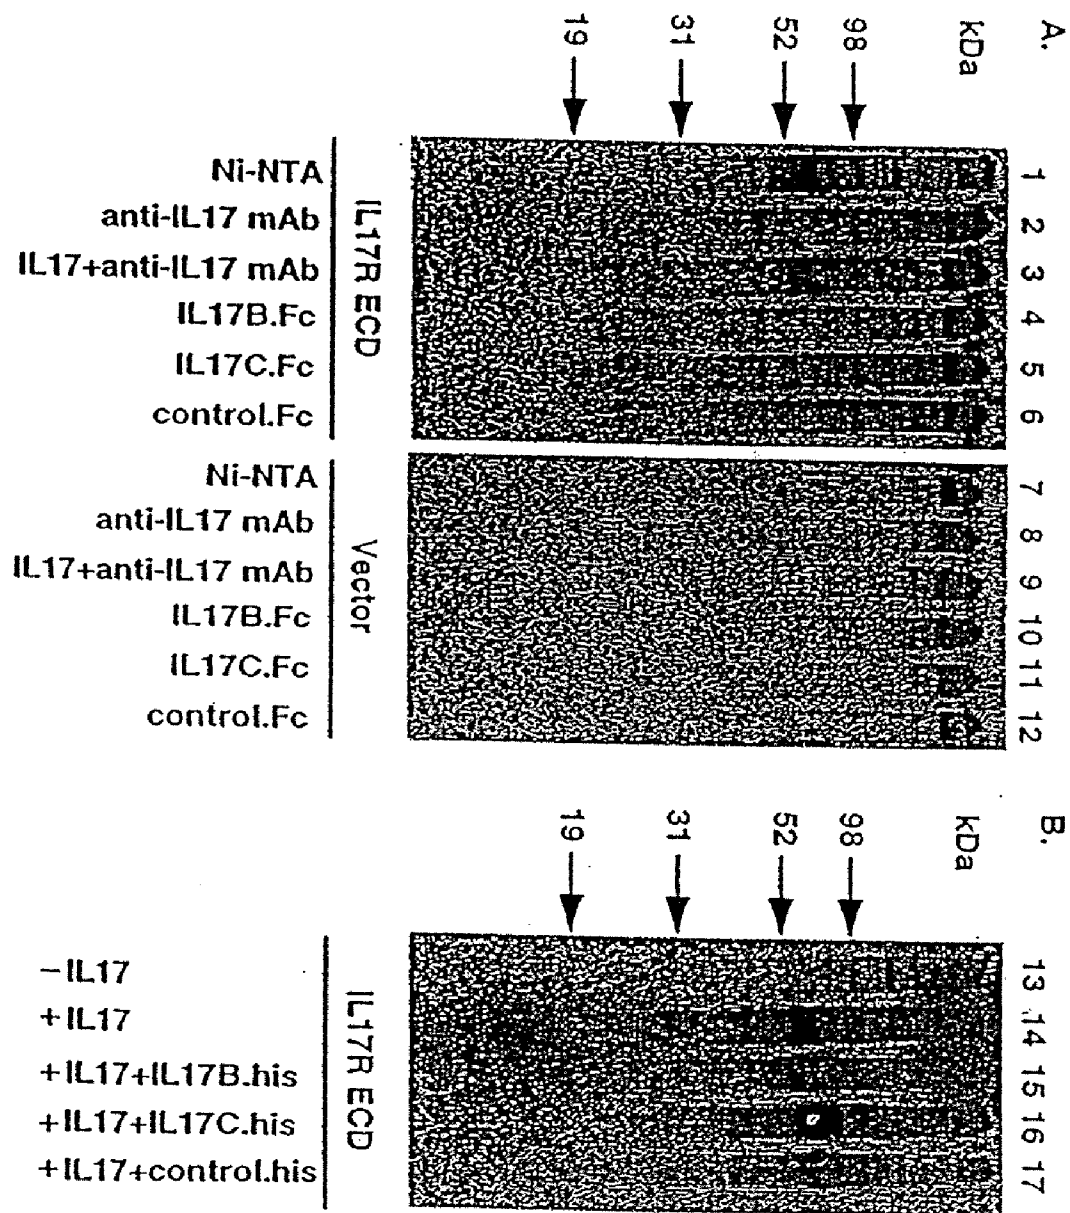 A.
kDa
98
52
31
19
1
2
3
4
5
6
7
8
9
10
11
12
Ni-NTA
anti-IL17 mAb
IL17+anti-IL17 mAb
IL17B.Fc
IL17C.Fc
control.Fc
IL17R ECD
Ni-NTA
anti-IL17 mAb
IL17+anti-IL17 mAb
IL17B.Fc
IL17C.Fc
control.Fc
Vector
B.
kDa
98
52
31
19
13
14
15
16
17
−IL17
+IL17
+IL17+IL17B.his
+IL17+IL17C.his
+IL17+control.his
IL17R ECD